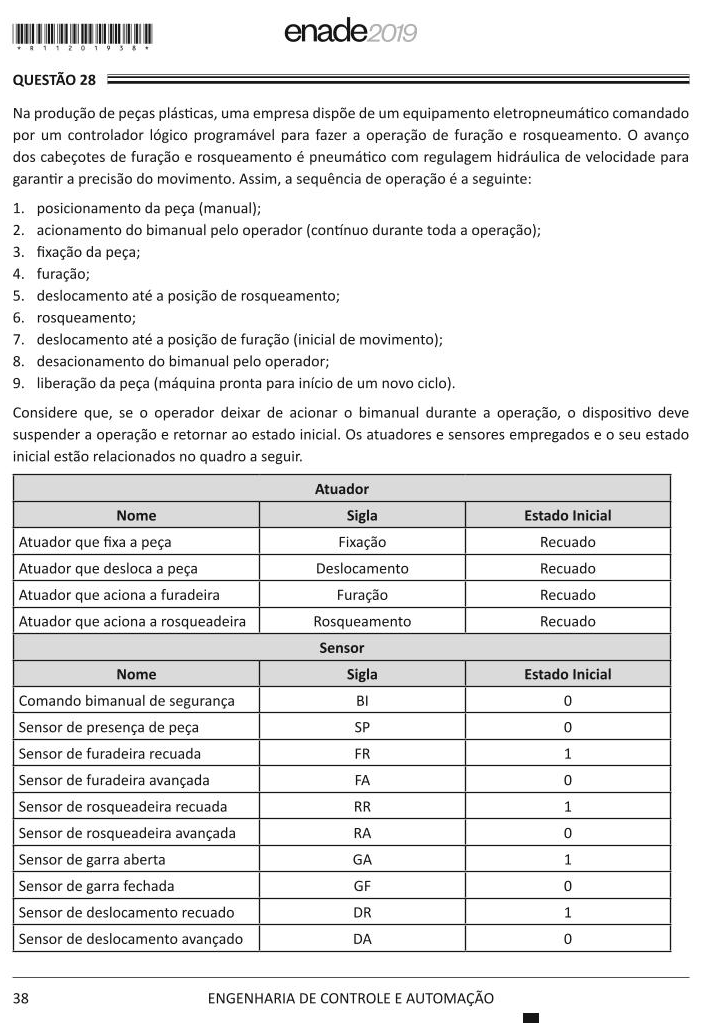 enade2019
*R11201938*
QUESTÃO 28
Na produção de peças plásticas, uma empresa dispõe de um equipamento eletropneumático comandado
por um controlador lógico programável para fazer a operação de furação e rosqueamento. O avanço
dos cabeçotes de furação e rosqueamento é pneumático com regulagem hidráulica de velocidade para
garantir a precisão do movimento. Assim, a sequência de operação é a seguinte:
1. posicionamento da peça (manual);
2. acionamento do bimanual pelo operador (contínuo durante toda a operação);
3. fixação da peça;
4. furação;
5. deslocamento até a posição de rosqueamento;
6. rosqueamento;
7. deslocamento até a posição de furação (inicial de movimento);
8. desacionamento do bimanual pelo operador;
9. liberação da peça (máquina pronta para início de um novo ciclo).
Considere que, se o operador deixar de acionar o bimanual durante a operação, o dispositivo deve
suspender a operação e retornar ao estado inicial. Os atuadores e sensores empregados e o seu estado
inicial estão relacionados no quadro a seguir.
Atuador
Nome Sigla Estado Inicial
Atuador que fixa a peça Fixação Recuado
Atuador que desloca a peça Deslocamento Recuado
Atuador que aciona a furadeira Furação Recuado
Atuador que aciona a rosqueadeira Rosqueamento Recuado
Sensor
Nome Sigla Estado Inicial
Comando bimanual de segurança BI 0
Sensor de presença de peça SP 0
Sensor de furadeira recuada FR 1
Sensor de furadeira avançada FA 0
Sensor de rosqueadeira recuada RR 1
Sensor de rosqueadeira avançada RA 0
Sensor de garra aberta GA 1
Sensor de garra fechada GF 0
Sensor de deslocamento recuado DR 1
Sensor de deslocamento avançado DA 0
38 ENGENHARIA DE CONTROLE E AUTOMAÇÃO